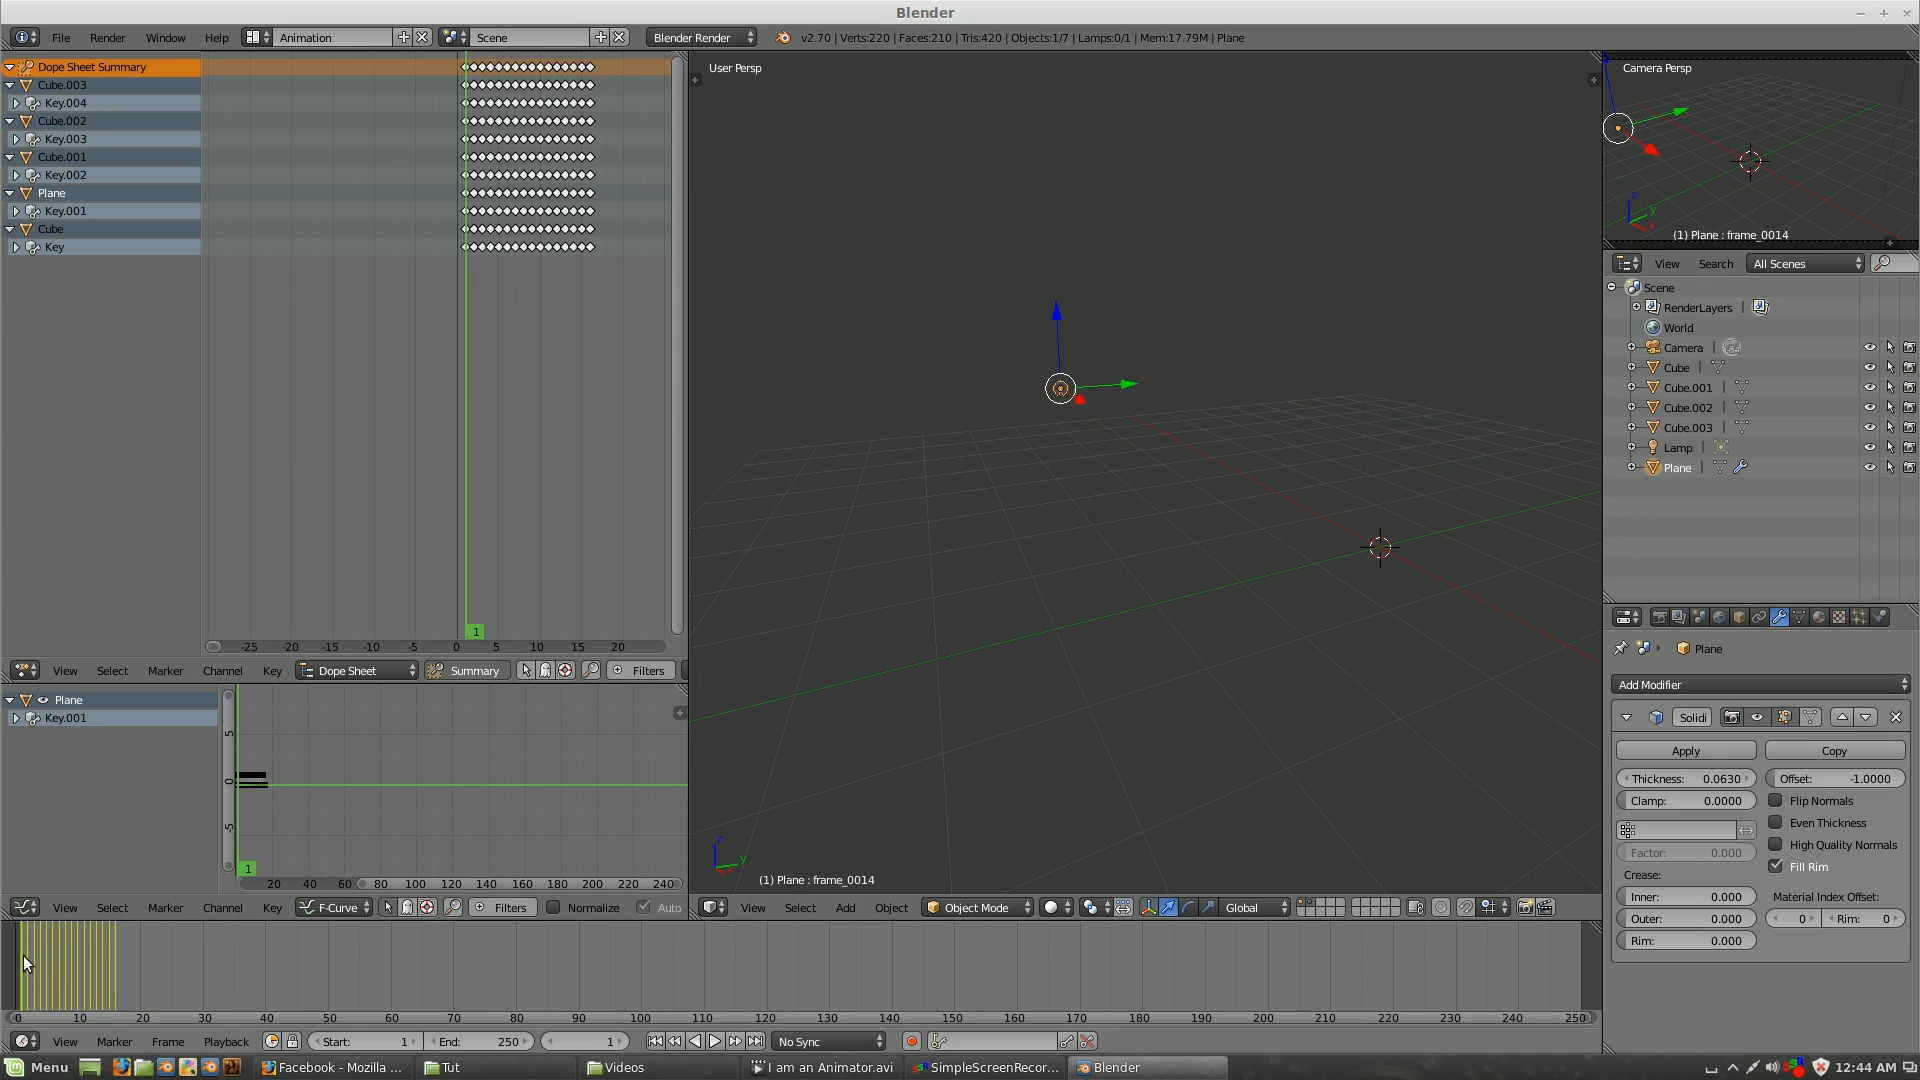 Blender
File Render Window Help Animation Scene Blender Render v2.70 | Verts:220 | Faces:210 | Tris:420 | Objects:1/7 | Lamps:0/1 | Mem:17.79M | Plane
Dope Sheet Summary
Cube.003
Key.004
Cube.002
Key.003
Cube.001
Key.002
Plane
Key.001
Cube
Key
1
-25 -20 -15 -10 -5 0 5 10 15 20
View Select Marker Channel Key Dope Sheet Summary Filters
Plane
Key.001
5
0
-5
1
20 40 60 80 100 120 140 160 180 200 220 240
View Select Marker Channel Key F-Curve Filters Normalize Auto
User Persp
z
y
(1) Plane : frame_0014
View Select Add Object Object Mode Global
Camera Persp
z
y
(1) Plane : frame_0014
View Search All Scenes
Scene
RenderLayers |
World
Camera |
Cube |
Cube.001 |
Cube.002 |
Cube.003 |
Lamp |
Plane |
Plane
Add Modifier
Solidi
Apply Copy
Thickness: 0.0630 Offset: -1.0000
Clamp: 0.0000 Flip Normals
Even Thickness
Factor: 0.000 High Quality Normals
Crease: Fill Rim
Inner: 0.000 Material Index Offset:
Outer: 0.000 0 Rim: 0
Rim: 0.000
0 10 20 30 40 50 60 70 80 90 100 110 120 130 140 150 160 170 180 190 200 210 220 230 240 250
View Marker Frame Playback Start: 1 End: 250 1 No Sync
Menu Facebook - Mozilla ... Tut Videos I am an Animator.avi SimpleScreenRecor... Blender 12:44 AM